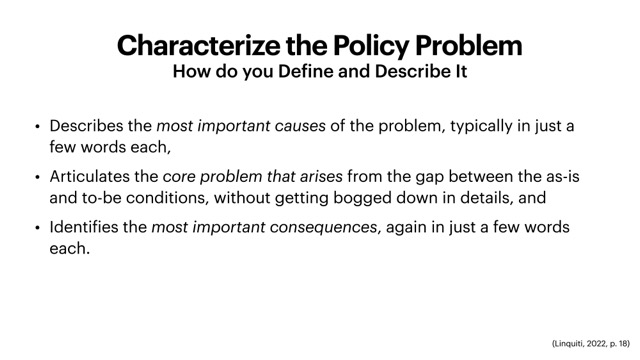 Characterize the Policy Problem
How do you Define and Describe It
• Describes the most important causes of the problem, typically in just a
few words each,
• Articulates the core problem that arises from the gap between the as-is
and to-be conditions, without getting bogged down in details, and
• Identifies the most important consequences, again in just a few words
each.
(Linquiti, 2022, p. 18)